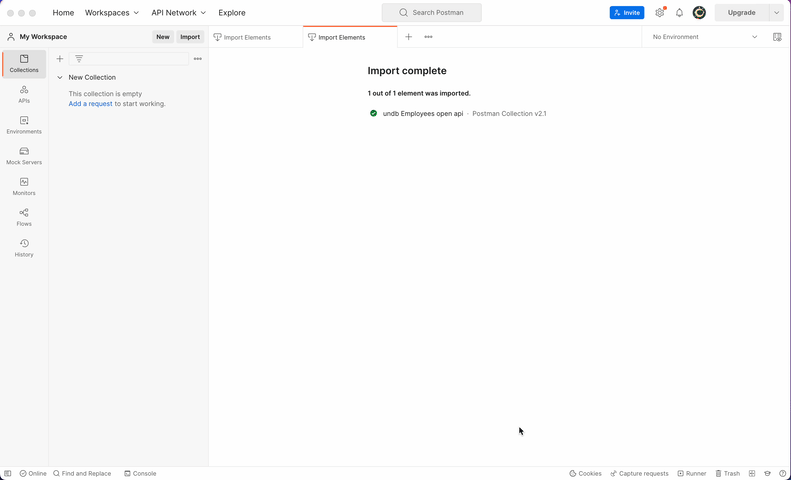 Home
Workspaces
API Network
Explore
Search Postman
Invite
Upgrade
My Workspace
New
Import
Import Elements
Import Elements
No Environment
Collections
APIs
Environments
Mock Servers
Monitors
Flows
History
New Collection
This collection is empty
Add a request to start working.
Import complete
1 out of 1 element was imported.
undb Employees open api · Postman Collection v2.1
Online
Find and Replace
Console
Cookies
Capture requests
Runner
Trash